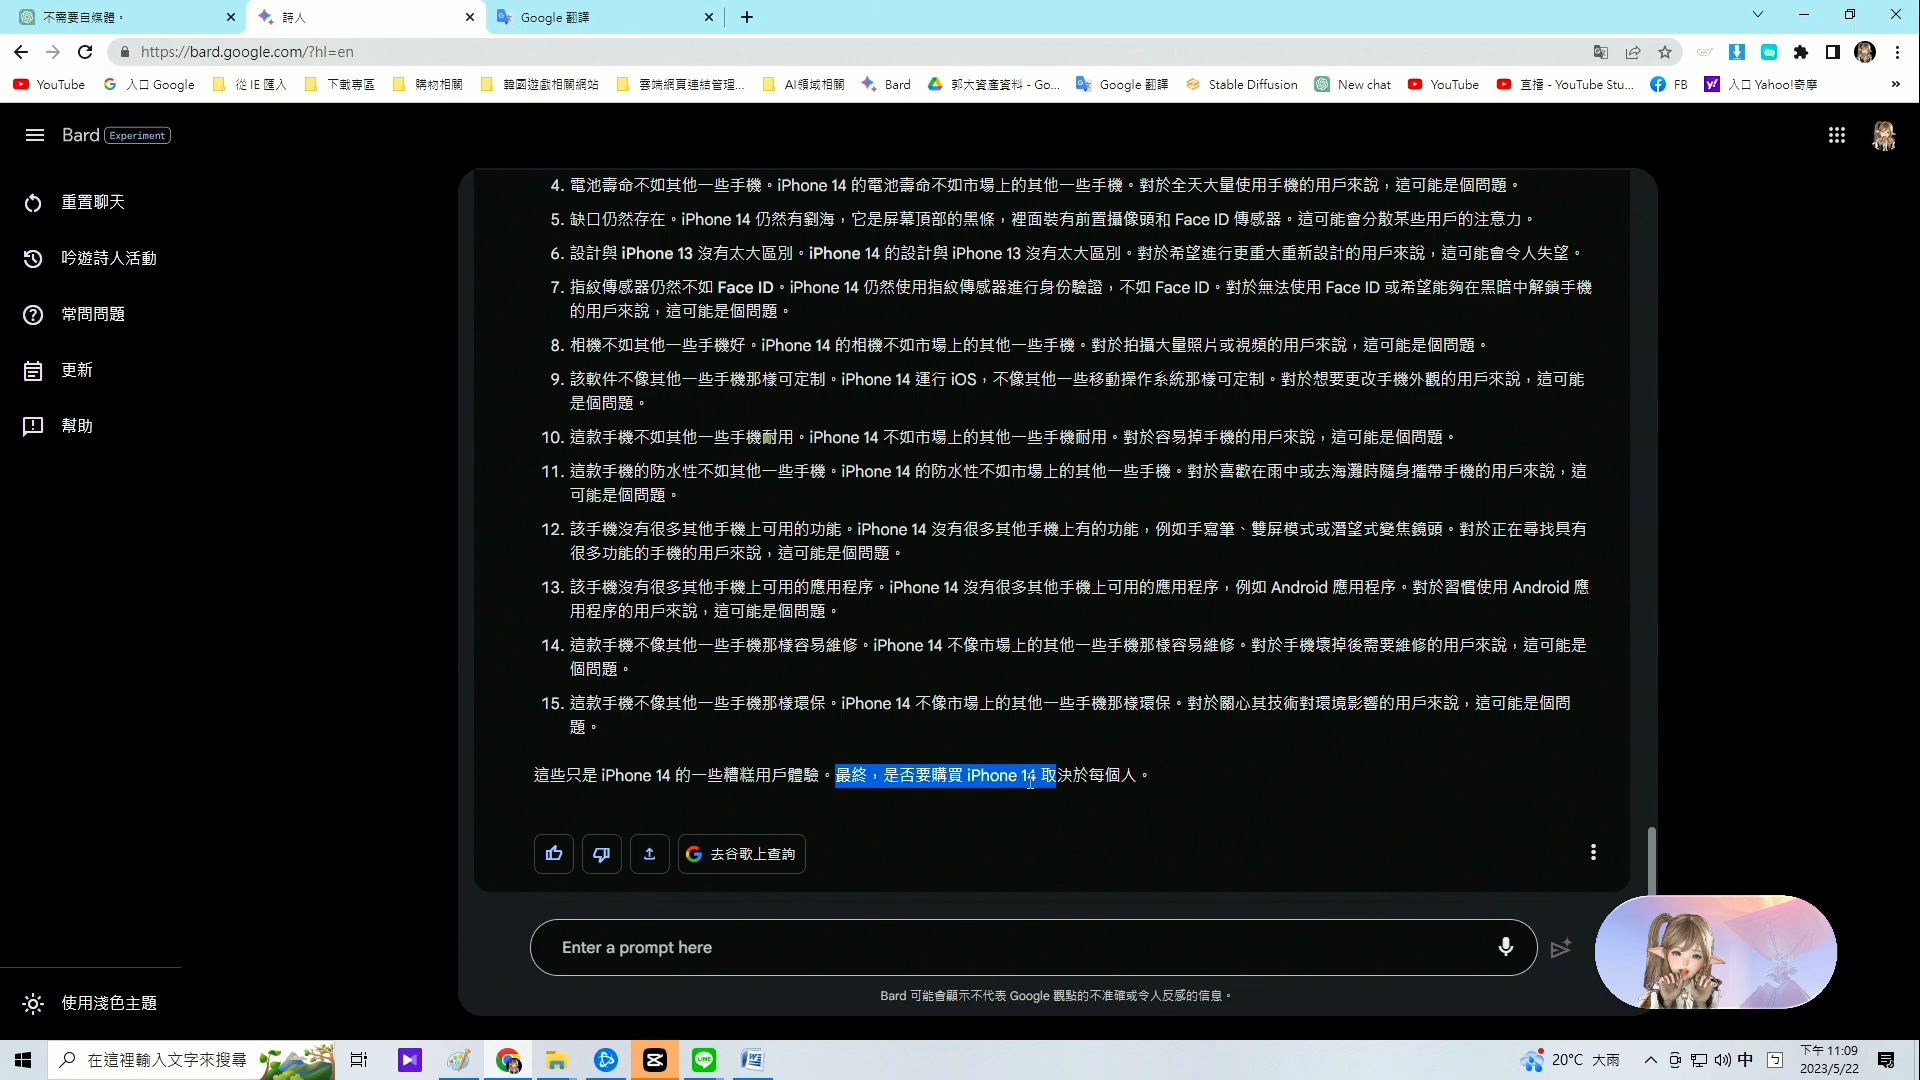 不需要自媒體。
詩人
Google 翻譯
https://bard.google.com/?hl=en
YouTube
入口 Google
從 IE 匯入
下載專區
購物相關
韓國遊戲相關網站
雲端網頁連結管理...
AI領域相關
Bard
郭大資產資料 - Go...
Google 翻譯
Stable Diffusion
New chat
YouTube
直播 - YouTube Stu...
FB
入口 Yahoo!奇摩
Bard Experiment
重置聊天
吟遊詩人活動
常問問題
更新
幫助
4. 電池壽命不如其他一些手機。iPhone 14 的電池壽命不如市場上的其他一些手機。對於全天大量使用手機的用戶來說，這可能是個問題。
5. 缺口仍然存在。iPhone 14 仍然有劉海，它是屏幕頂部的黑條，裡面裝有前置攝像頭和 Face ID 傳感器。這可能會分散某些用戶的注意力。
6. 設計與 iPhone 13 沒有太大區別。iPhone 14 的設計與 iPhone 13 沒有太大區別。對於希望進行更重大重新設計的用戶來說，這可能會令人失望。
7. 指紋傳感器仍然不如 Face ID。iPhone 14 仍然使用指紋傳感器進行身份驗證，不如 Face ID。對於無法使用 Face ID 或希望能夠在黑暗中解鎖手機
的用戶來說，這可能是個問題。
8. 相機不如其他一些手機好。iPhone 14 的相機不如市場上的其他一些手機。對於拍攝大量照片或視頻的用戶來說，這可能是個問題。
9. 該軟件不像其他一些手機那樣可定制。iPhone 14 運行 iOS，不像其他一些移動操作系統那樣可定制。對於想要更改手機外觀的用戶來說，這可能
是個問題。
10. 這款手機不如其他一些手機耐用。iPhone 14 不如市場上的其他一些手機耐用。對於容易掉手機的用戶來說，這可能是個問題。
11. 這款手機的防水性不如其他一些手機。iPhone 14 的防水性不如市場上的其他一些手機。對於喜歡在雨中或去海灘時隨身攜帶手機的用戶來說，這
可能是個問題。
12. 該手機沒有很多其他手機上可用的功能。iPhone 14 沒有很多其他手機上有的功能，例如手寫筆、雙屏模式或潛望式變焦鏡頭。對於正在尋找具有
很多功能的手機的用戶來說，這可能是個問題。
13. 該手機沒有很多其他手機上可用的應用程序。iPhone 14 沒有很多其他手機上可用的應用程序，例如 Android 應用程序。對於習慣使用 Android 應
用程序的用戶來說，這可能是個問題。
14. 這款手機不像其他一些手機那樣容易維修。iPhone 14 不像市場上的其他一些手機那樣容易維修。對於手機壞掉後需要維修的用戶來說，這可能是
個問題。
15. 這款手機不像其他一些手機那樣環保。iPhone 14 不像市場上的其他一些手機那樣環保。對於關心其技術對環境影響的用戶來說，這可能是個問
題。
這些只是 iPhone 14 的一些糟糕用戶體驗。最終，是否要購買 iPhone 14 取決於每個人。
去谷歌上查詢
Enter a prompt here
Bard 可能會顯示不代表 Google 觀點的不准確或令人反感的信息。
使用淺色主題
在這裡輸入文字來搜尋
20°C 大雨
中
下午 11:09
2023/5/22